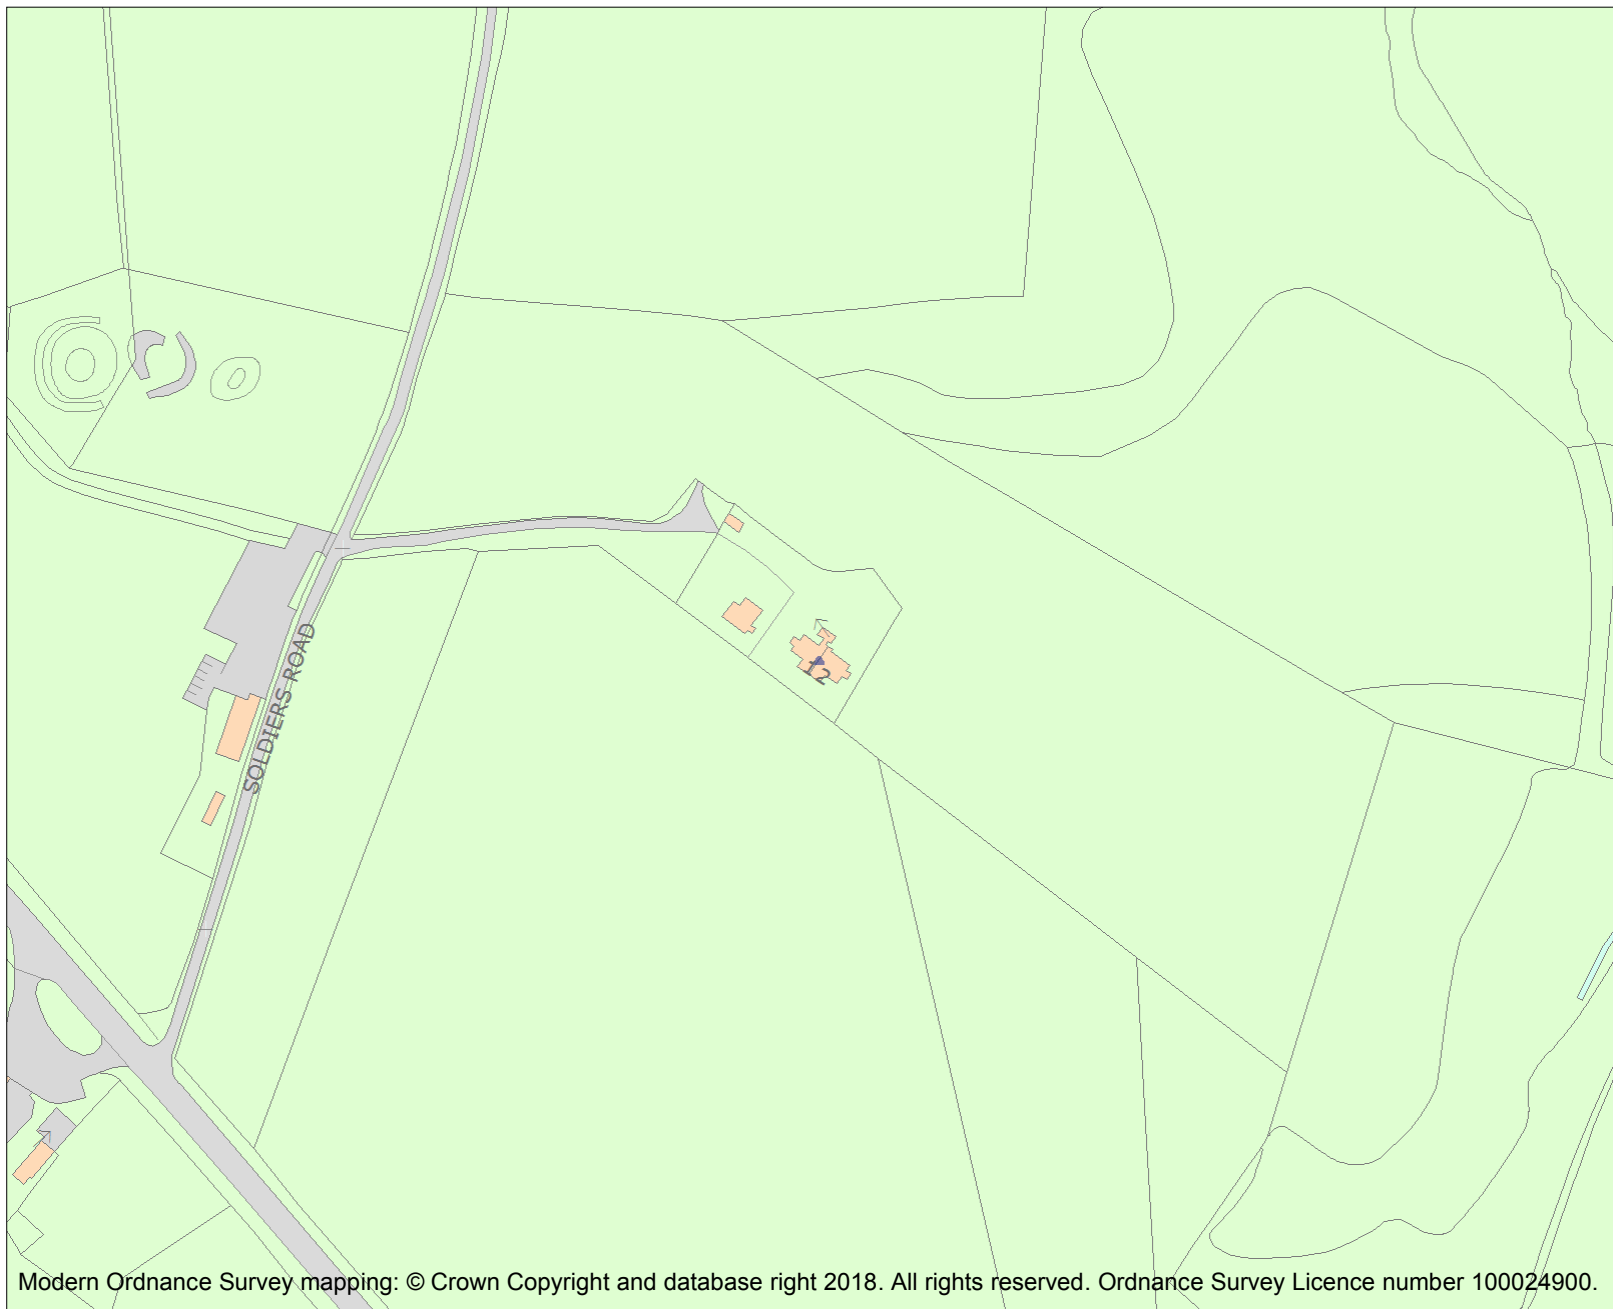 SOLDIERS ROAD
12
Modern Ordnance Survey mapping: © Crown Copyright and database right 2018. All rights reserved. Ordnance Survey Licence number 100024900.